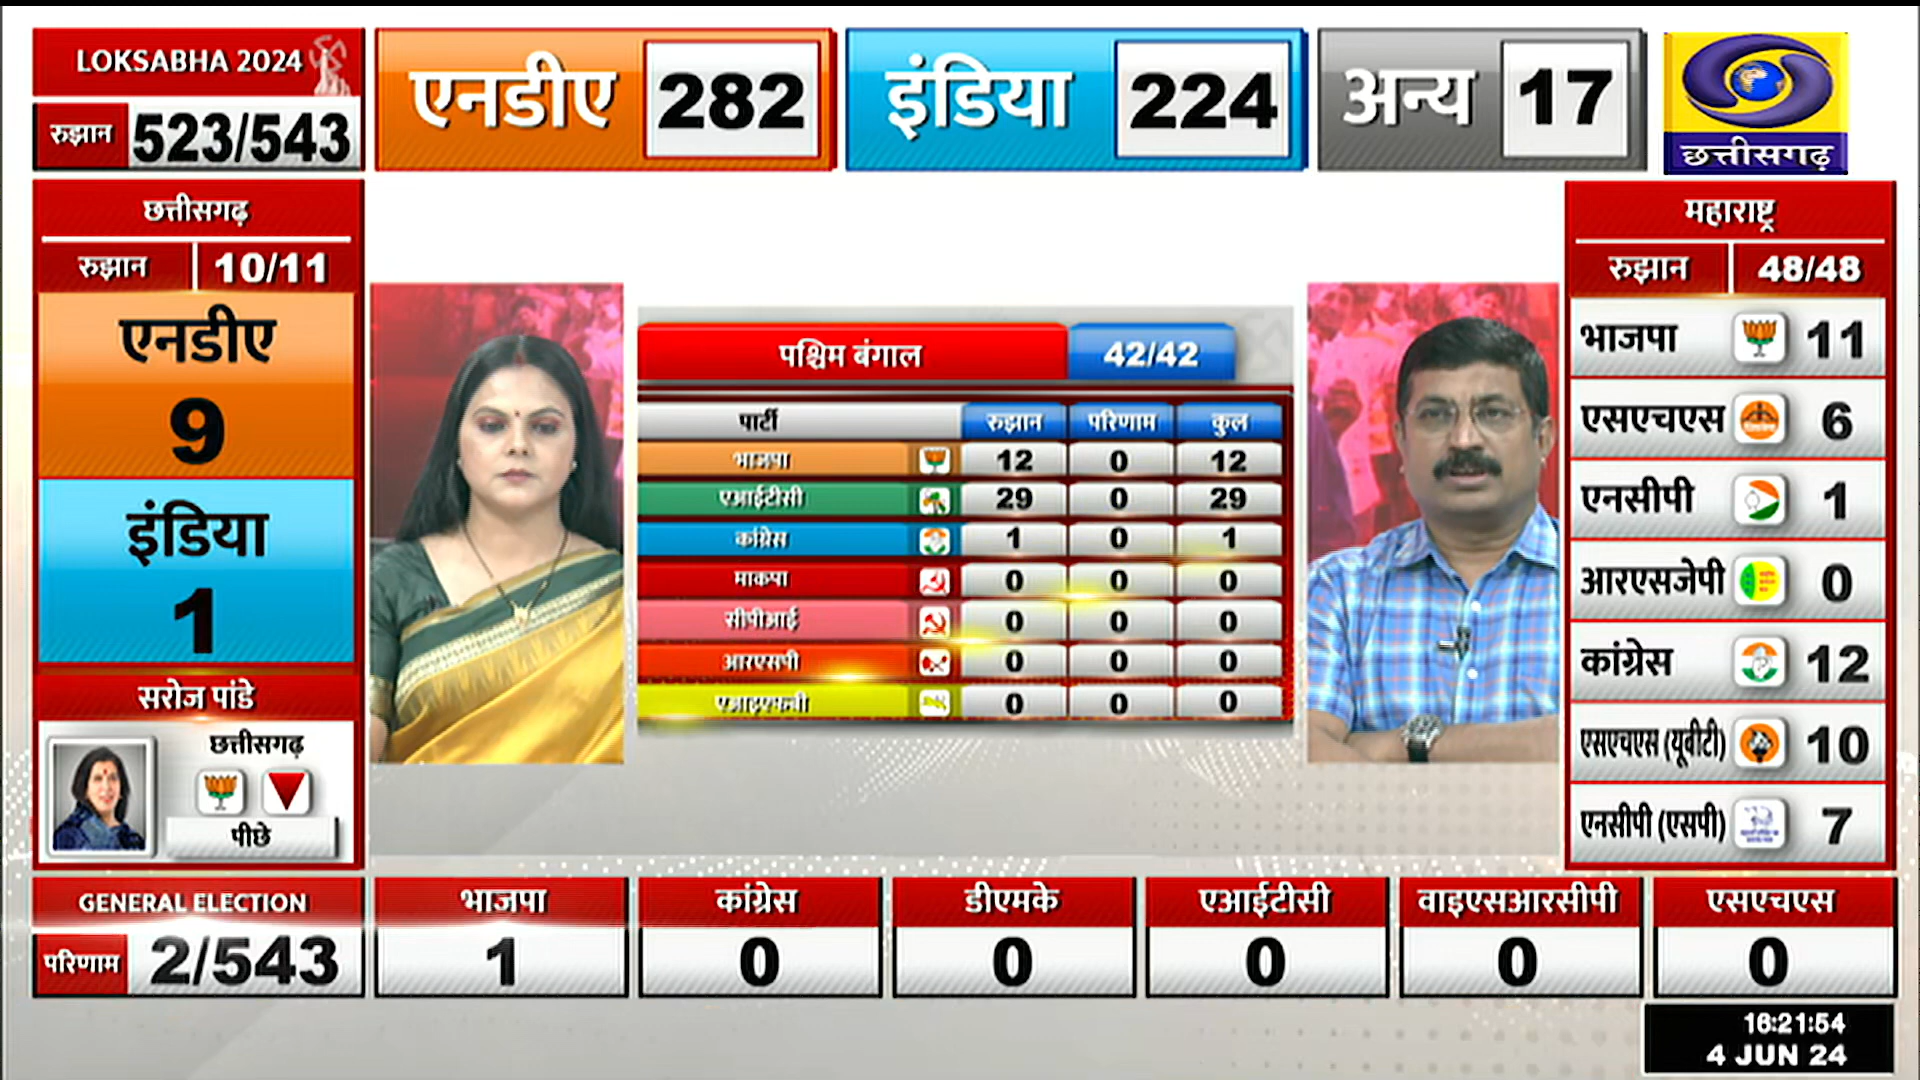 LOKSABHA 2024
रुझान 523/543
एनडीए 282
इंडिया 224
अन्य 17
छत्तीसगढ़
छत्तीसगढ़
रुझान 10/11
एनडीए
9
इंडिया
1
सरोज पांडे
छत्तीसगढ़
पीछे
पश्चिम बंगाल 42/42
पार्टी रुझान परिणाम कुल
भाजपा 12 0 12
एआईटीसी 29 0 29
कांग्रेस 1 0 1
माकपा 0 0 0
सीपीआई 0 0 0
आरएसपी 0 0 0
एआइएफबी 0 0 0
महाराष्ट्र
रुझान 48/48
भाजपा 11
एसएचएस 6
एनसीपी 1
आरएसजेपी 0
कांग्रेस 12
एसएचएस (यूबीटी) 10
एनसीपी (एसपी) 7
GENERAL ELECTION
परिणाम 2/543
भाजपा
1
कांग्रेस
0
डीएमके
0
एआईटीसी
0
वाइएसआरसीपी
0
एसएचएस
0
16:21:54
4 JUN 24